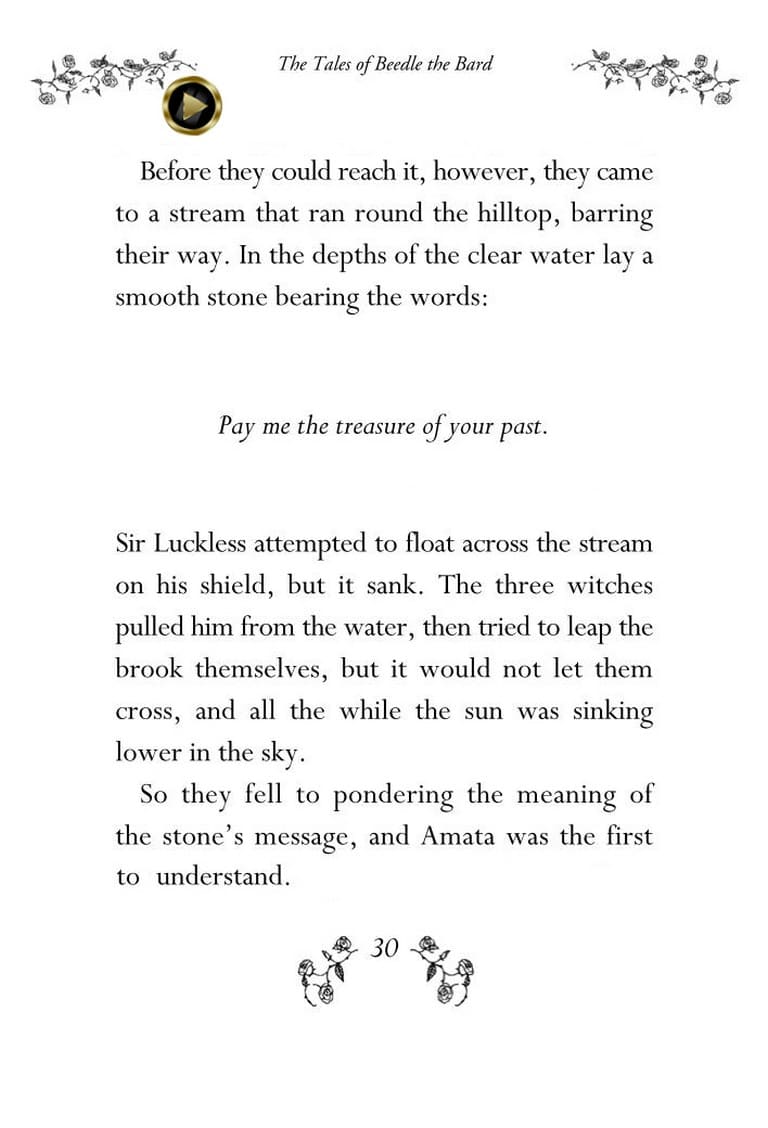 The Tales of Beedle the Bard
Before they could reach it, however, they came
to a stream that ran round the hilltop, barring
their way. In the depths of the clear water lay a
smooth stone bearing the words:
Pay me the treasure of your past.
Sir Luckless attempted to float across the stream
on his shield, but it sank. The three witches
pulled him from the water, then tried to leap the
brook themselves, but it would not let them
cross, and all the while the sun was sinking
lower in the sky.
So they fell to pondering the meaning of
the stone’s message, and Amata was the first
to understand.
30